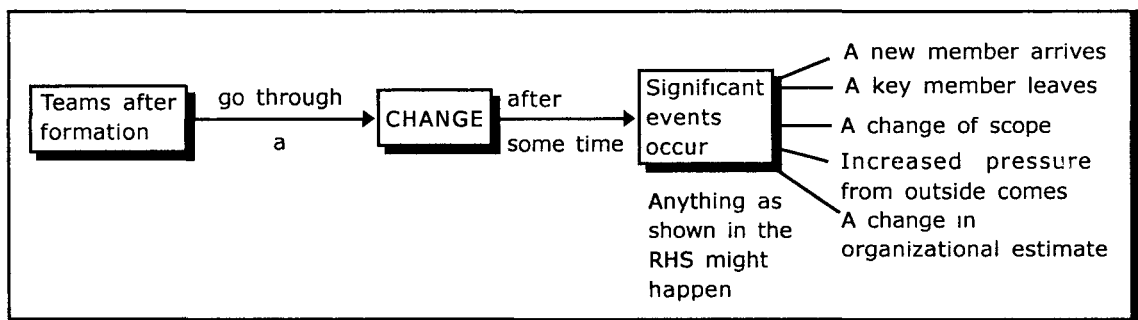 Teams after
formation
go through
a
CHANGE
after
some time
Significant
events
occur
Anything as
shown in the
RHS might
happen
A new member arrives
A key member leaves
A change of scope
Increased pressure
from outside comes
A change in
organizational estimate